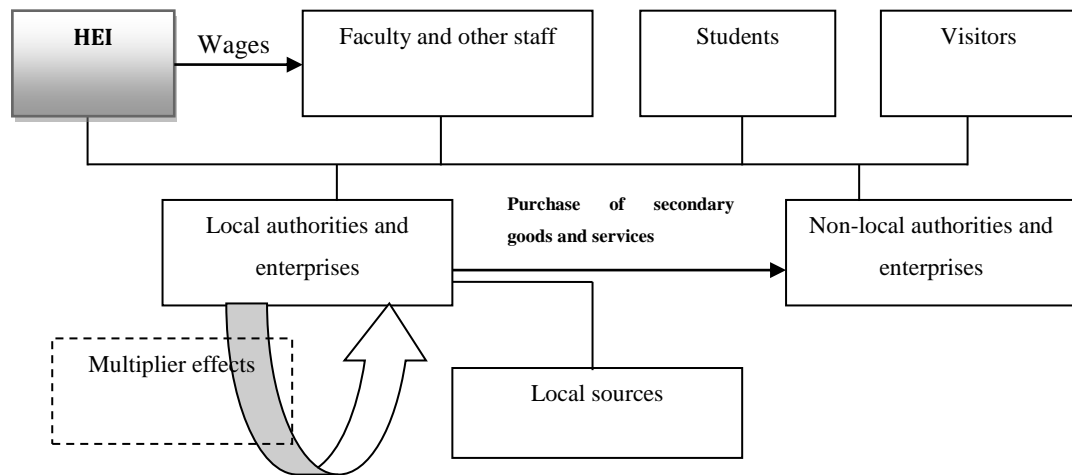 HEI
Wages
Faculty and other staff
Students
Visitors
Local authorities and
enterprises
Purchase of secondary
goods and services
Non-local authorities and
enterprises
Multiplier effects
Local sources